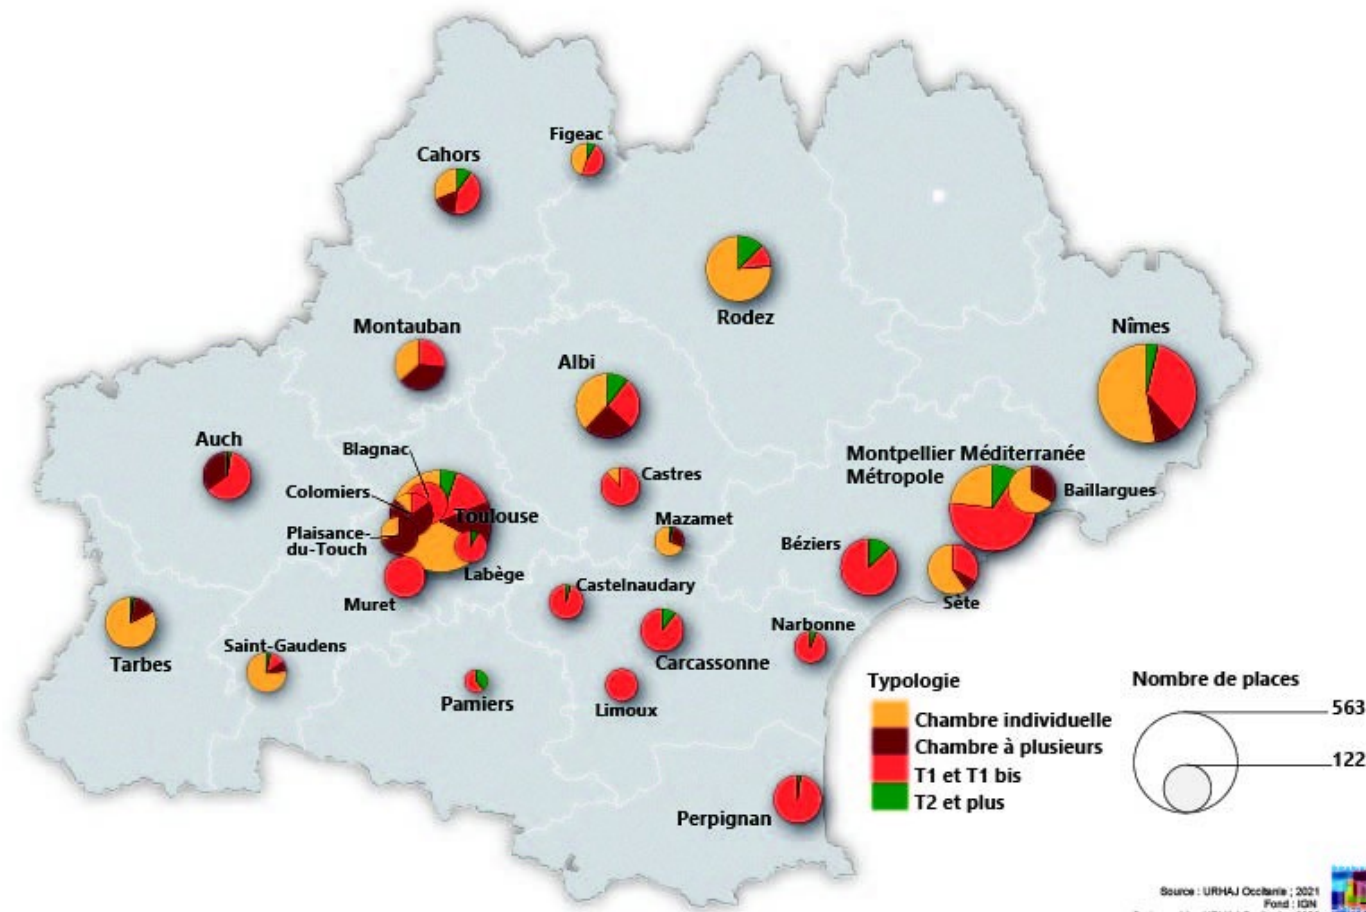 Figeac
Cahors
Rodez
Montauban
Albi
Nîmes
Auch
Blagnac
Castres
Montpellier Méditerranée
Métropole
Colomiers
Baillargues
Toulouse
Mazamet
Plaisance-
du-Touch
Béziers
Labège
Castelnaudary
Muret
Sète
Narbonne
Saint-Gaudens
Tarbes
Carcassonne
Pamiers
Limoux
Perpignan
Typologie
Chambre individuelle
Chambre à plusieurs
T1 et T1 bis
T2 et plus
Nombre de places
563
122
Source : URHAJ Occitanie ; 2021
Fond : IGN